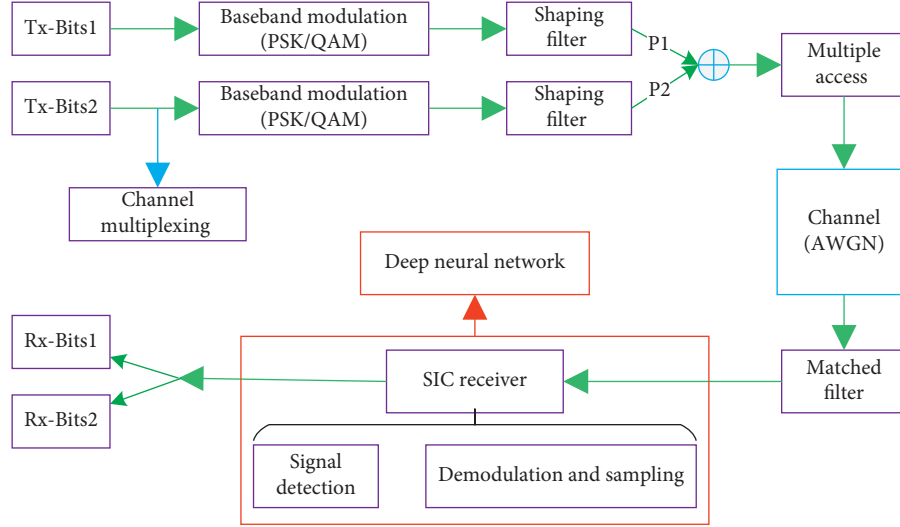 Tx-Bits1
Baseband modulation
(PSK/QAM)
Shaping
filter
P1
Multiple
access
Tx-Bits2
Baseband modulation
(PSK/QAM)
Shaping
filter
P2
Channel
multiplexing
Channel
(AWGN)
Deep neural network
Rx-Bits1
Rx-Bits2
SIC receiver
Matched
filter
Signal
detection
Demodulation and sampling